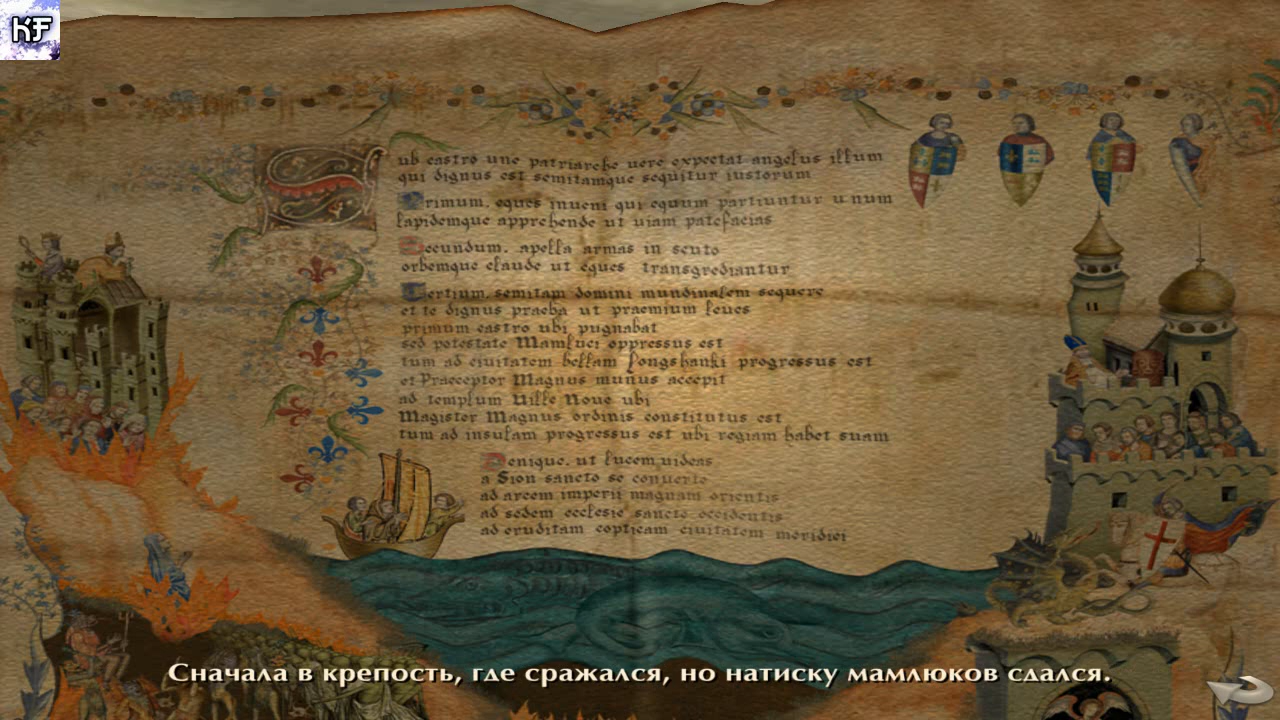 KF
Sub castro une patriarche uere expectat angelus illum
qui dignus est semitamque sequitur iustorum
Primum. eques inueni qui equum partiuntur unum
lapidemque apprehende ut uiam patefacias
Secundum. apella armas in scuto
orbemque claude ut eques transgrediantur
Tertium. semitam domini mundinalem sequere
et te dignus praeba ut praemium leues
primum castro ubi pugnabat
sed potestate Mamluci oppressus est
tum ad ciuitatem bellam Longshanki progressus est
et Praeceptor Magnus munus accepit
ad templum Uille Noue ubi
Magister Magnus ordinis constitutus est
tum ad insulam progressus est ubi regiam habet suam
Denique. ut lucem uideas
a Sion sancto se conuerte
ad arcem imperii magnam orientis
ad sedem ecclesie sancte occidentis
ad eruditam copticam ciuitatem meridiei
Сначала в крепость, где сражался, но натиску мамлюков сдался.